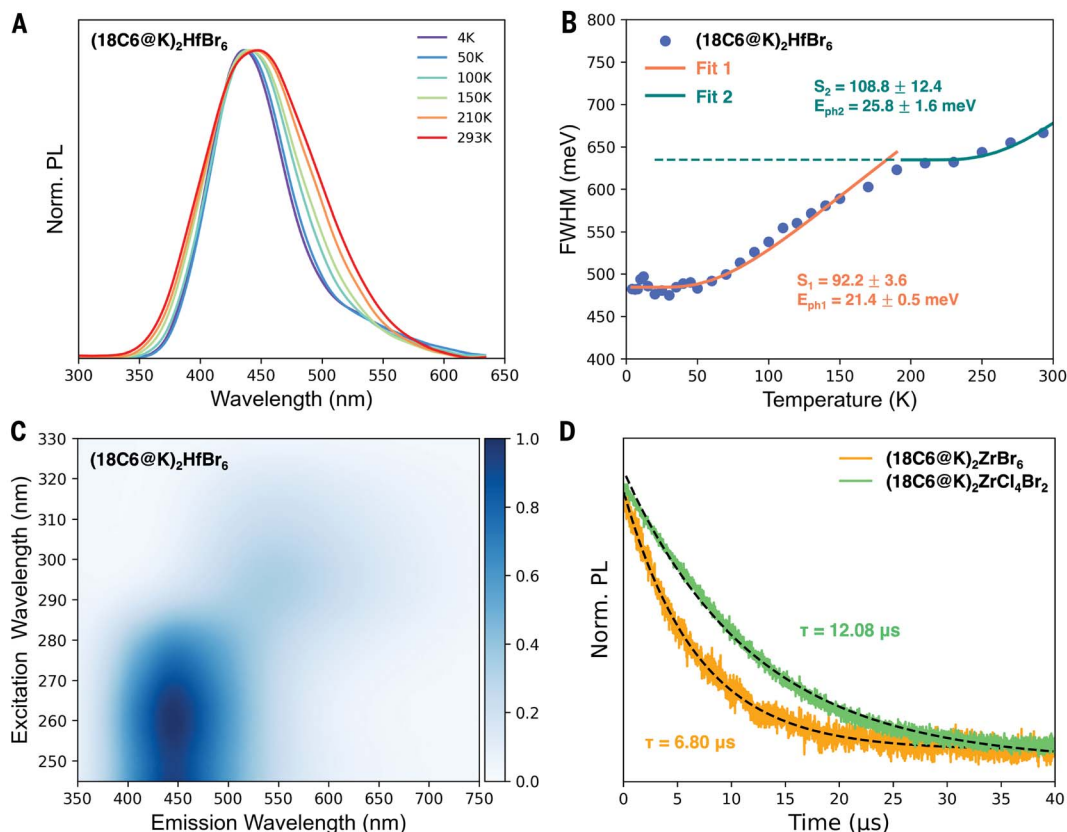 A
(18C6@K)₂HfBr₆
4K
50K
100K
150K
210K
293K
Norm. PL
300 350 400 450 500 550 600 650
Wavelength (nm)
B
(18C6@K)₂HfBr₆
Fit 1
Fit 2
S₂ = 108.8 ± 12.4
Eph2 = 25.8 ± 1.6 meV
S₁ = 92.2 ± 3.6
Eph1 = 21.4 ± 0.5 meV
FWHM (meV)
800
750
700
650
600
550
500
450
400
0 50 100 150 200 250 300
Temperature (K)
C
(18C6@K)₂HfBr₆
Excitation Wavelength (nm)
330
320
310
300
290
280
270
260
250
1.0
0.8
0.6
0.4
0.2
0.0
350 400 450 500 550 600 650 700 750
Emission Wavelength (nm)
D
(18C6@K)₂ZrBr₆
(18C6@K)₂ZrCl₄Br₂
Norm. PL
τ = 12.08 μs
τ = 6.80 μs
0 5 10 15 20 25 30 35 40
Time (μs)